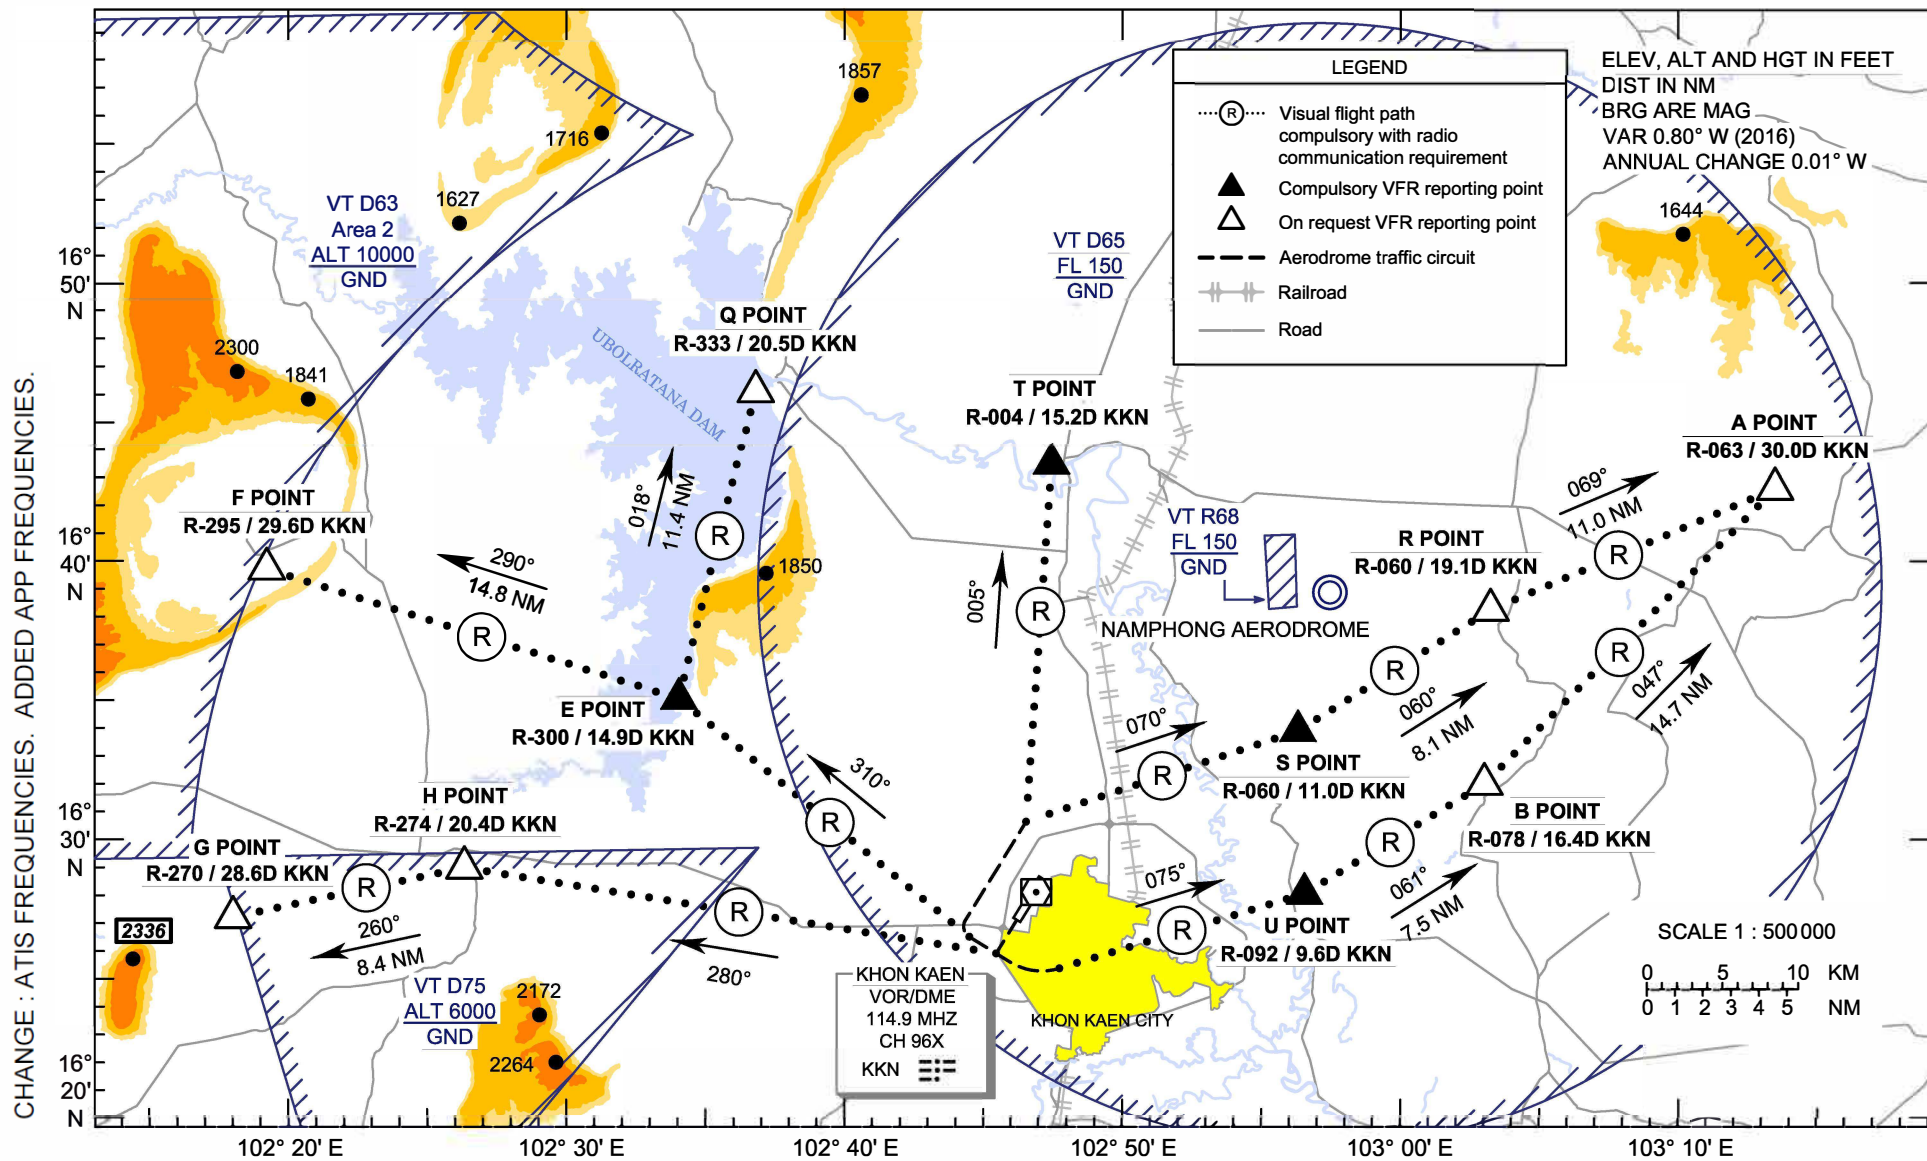 CHANGE : ATIS FREQUENCIES. ADDED APP FREQUENCIES.
LEGEND
Visual flight path
compulsory with radio
communication requirement
Compulsory VFR reporting point
On request VFR reporting point
Aerodrome traffic circuit
Railroad
Road
ELEV, ALT AND HGT IN FEET
DIST IN NM
BRG ARE MAG
VAR 0.80° W (2016)
ANNUAL CHANGE 0.01° W
1857
1716
1627
1644
VT D63
Area 2
ALT 10000
GND
VT D65
FL 150
GND
16°
50'
N
2300
1841
UBOLRATANA DAM
Q POINT
R-333 / 20.5D KKN
T POINT
R-004 / 15.2D KKN
A POINT
R-063 / 30.0D KKN
F POINT
R-295 / 29.6D KKN
018°
11.4 NM
069°
11.0 NM
16°
40'
N
290°
14.8 NM
1850
005°
VT R68
FL 150
GND
NAMPHONG AERODROME
R POINT
R-060 / 19.1D KKN
R
R
R
R
R
R
047°
14.7 NM
060°
8.1 NM
070°
E POINT
R-300 / 14.9D KKN
S POINT
R-060 / 11.0D KKN
310°
R
R
H POINT
R-274 / 20.4D KKN
B POINT
R-078 / 16.4D KKN
16°
30'
N
G POINT
R-270 / 28.6D KKN
R
R
R
R
260°
8.4 NM
280°
075°
061°
7.5 NM
U POINT
R-092 / 9.6D KKN
2336
VT D75
ALT 6000
GND
2172
2264
KHON KAEN
VOR/DME
114.9 MHZ
CH 96X
KKN
KHON KAEN CITY
SCALE 1 : 500 000
0 5 10 KM
0 1 2 3 4 5 NM
16°
20'
N
102° 20' E
102° 30' E
102° 40' E
102° 50' E
103° 00' E
103° 10' E